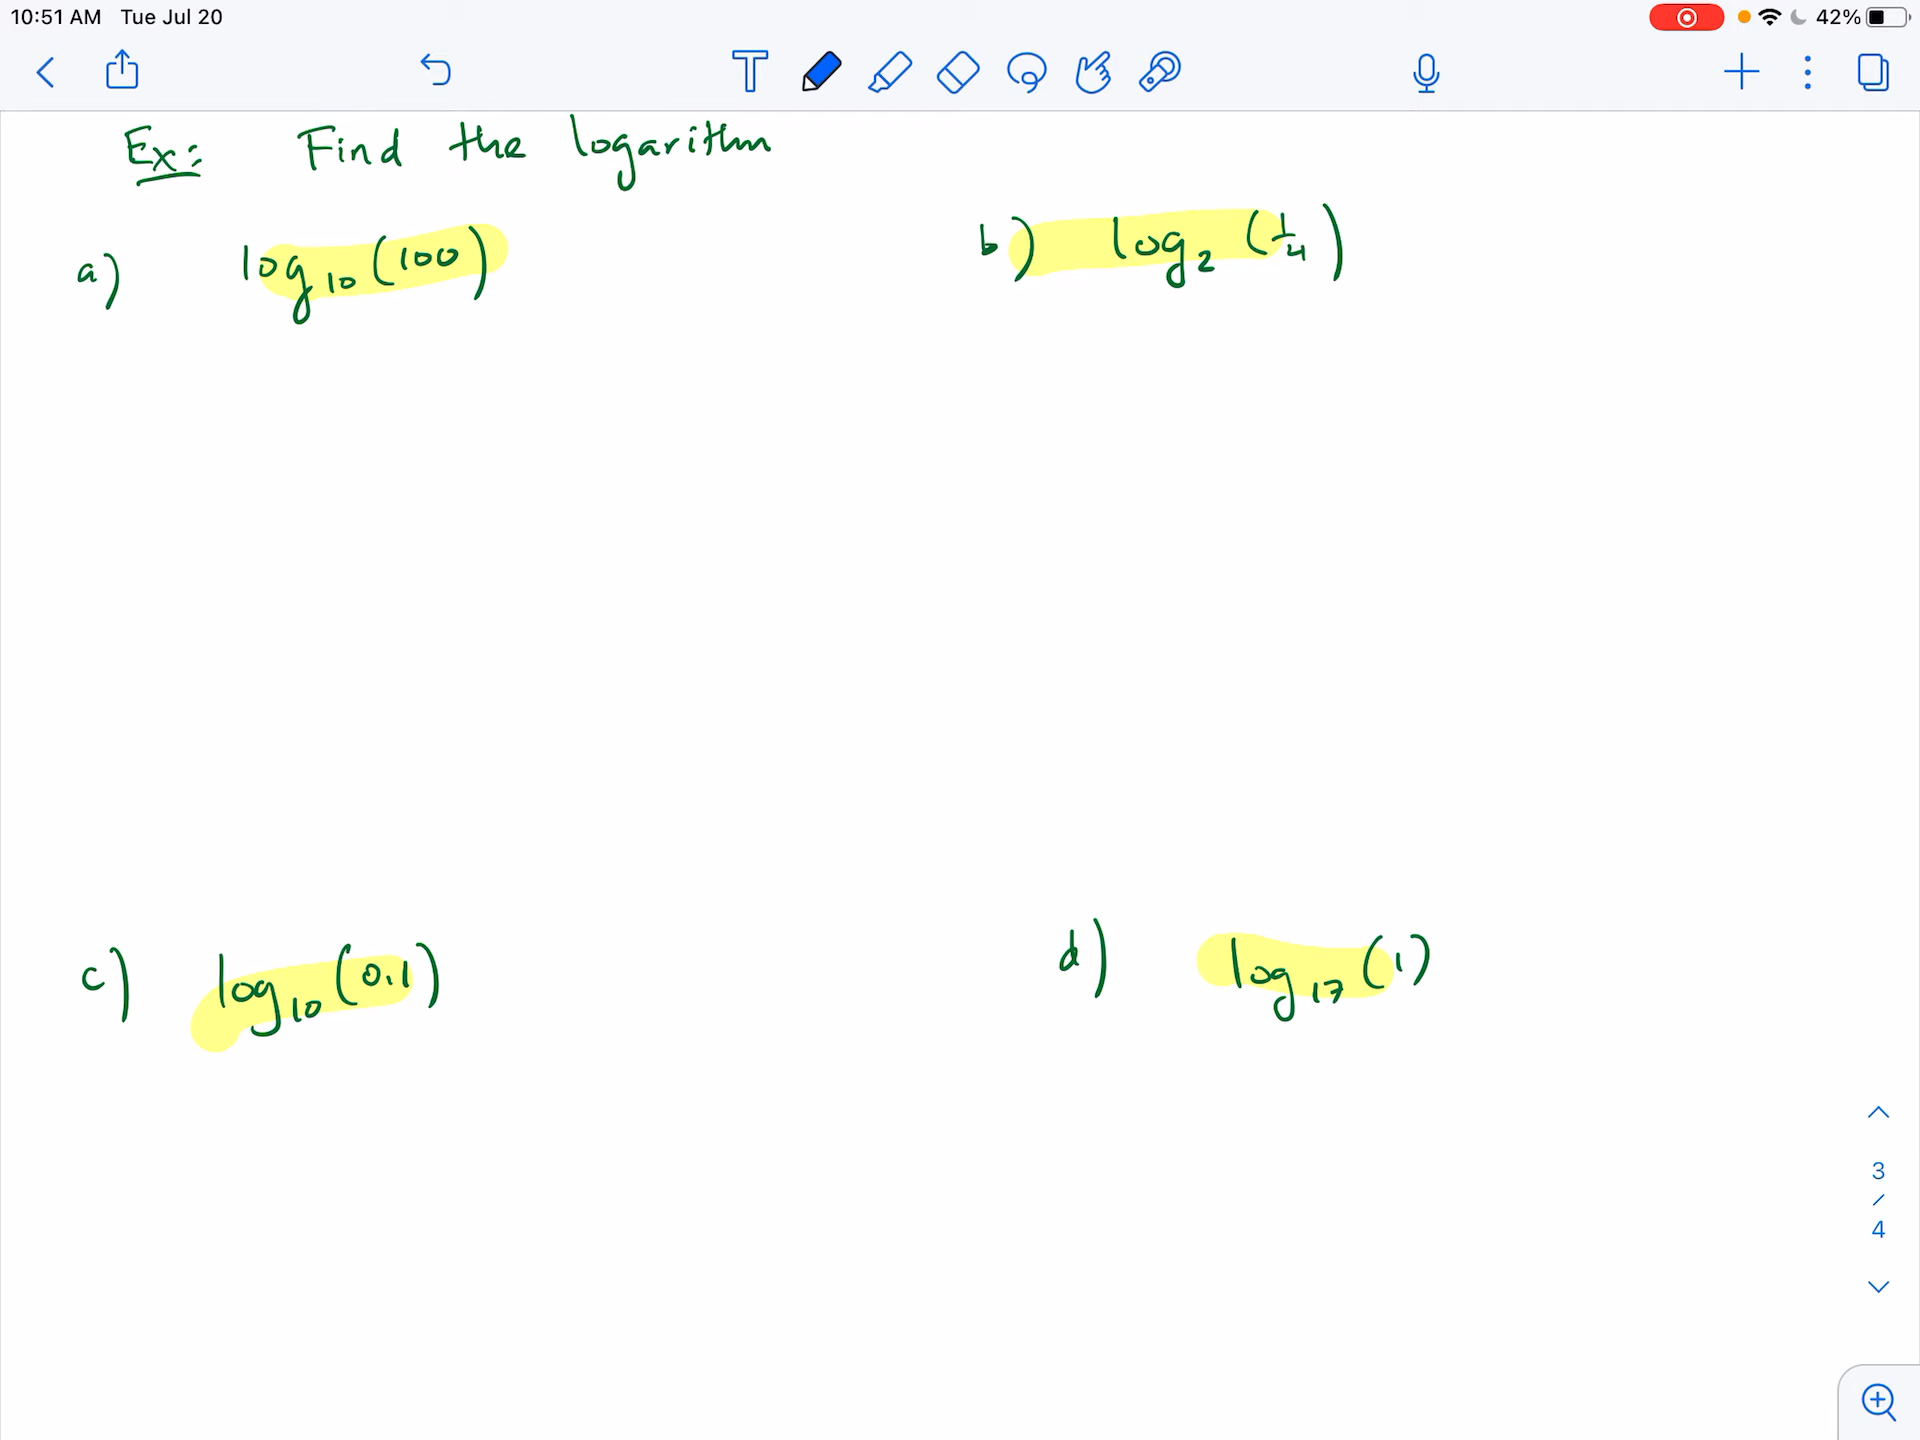 10:51 AM Tue Jul 20 42%
T
Ex: Find the logarithm
a) log₁₀(100) b) log₂(1/4)
c) log₁₀(0.1) d) log₁₇(1)
3
/
4